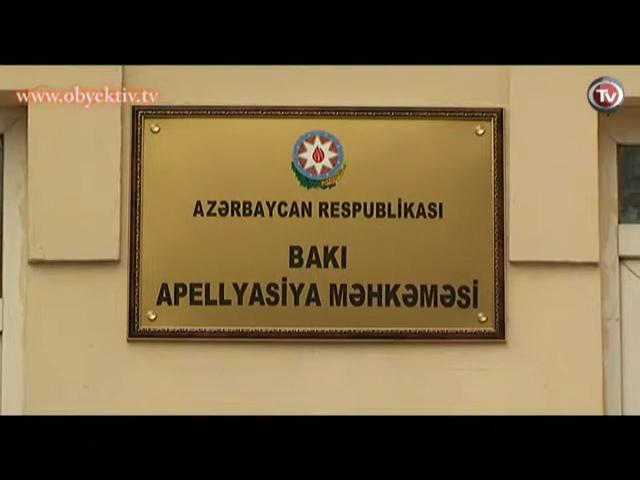 www.obyektiv.tv
TV
AZƏRBAYCAN RESPUBLİKASI
BAKI
APELLYASİYA MƏHKƏMƏSİ